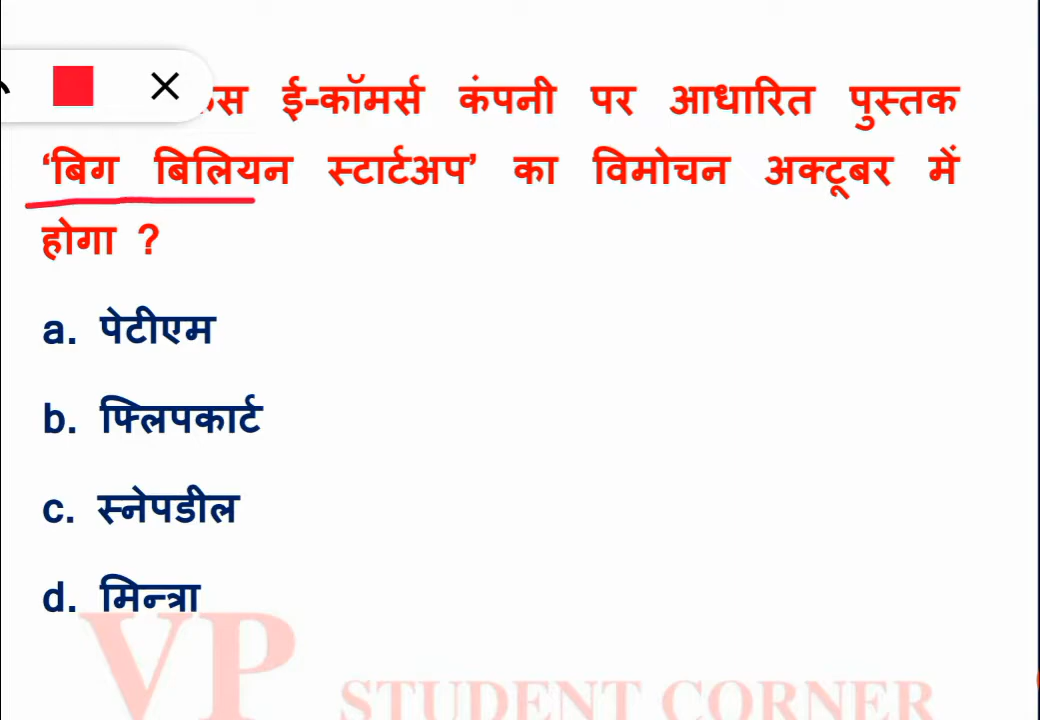 ई-कॉमर्स कंपनी पर आधारित पुस्तक
‘बिग बिलियन स्टार्टअप’ का विमोचन अक्टूबर में
होगा ?
a. पेटीएम
b. फ्लिपकार्ट
c. स्नेपडील
d. मिन्त्रा
VP STUDENT CORNER